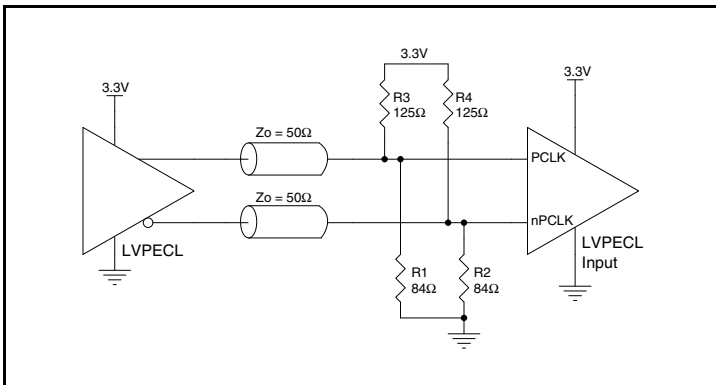 3.3V
3.3V
3.3V
R3
125Ω
R4
125Ω
Zo = 50Ω
PCLK
Zo = 50Ω
nPCLK
LVPECL
LVPECL
Input
R1
84Ω
R2
84Ω